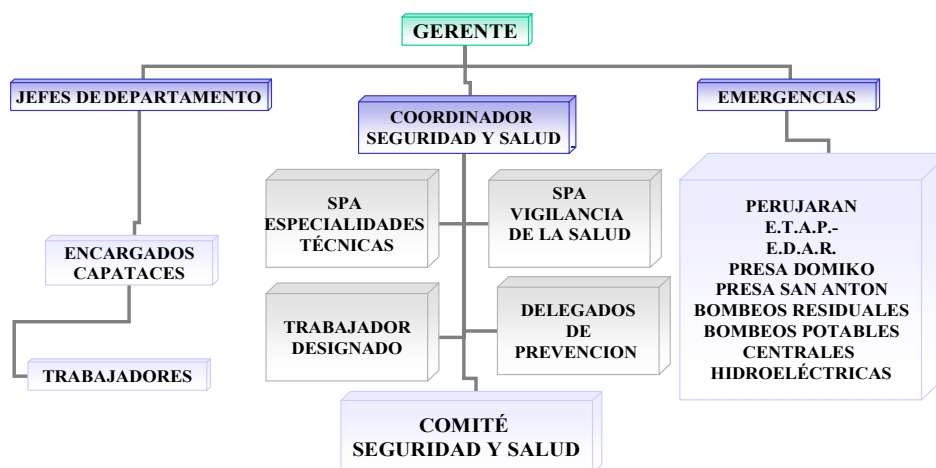 GERENTE
JEFES DE DEPARTAMENTO
COORDINADOR
SEGURIDAD Y SALUD
EMERGENCIAS
SPA
ESPECIALIDADES
TÉCNICAS
SPA
VIGILANCIA
DE LA SALUD
PERUJARAN
E.T.A.P.-
E.D.A.R.
PRESA DOMIKO
PRESA SAN ANTON
BOMBEOS RESIDUALES
BOMBEOS POTABLES
CENTRALES
HIDROELÉCTRICAS
ENCARGADOS
CAPATACES
TRABAJADOR
DESIGNADO
DELEGADOS
DE
PREVENCION
TRABAJADORES
COMITÉ
SEGURIDAD Y SALUD